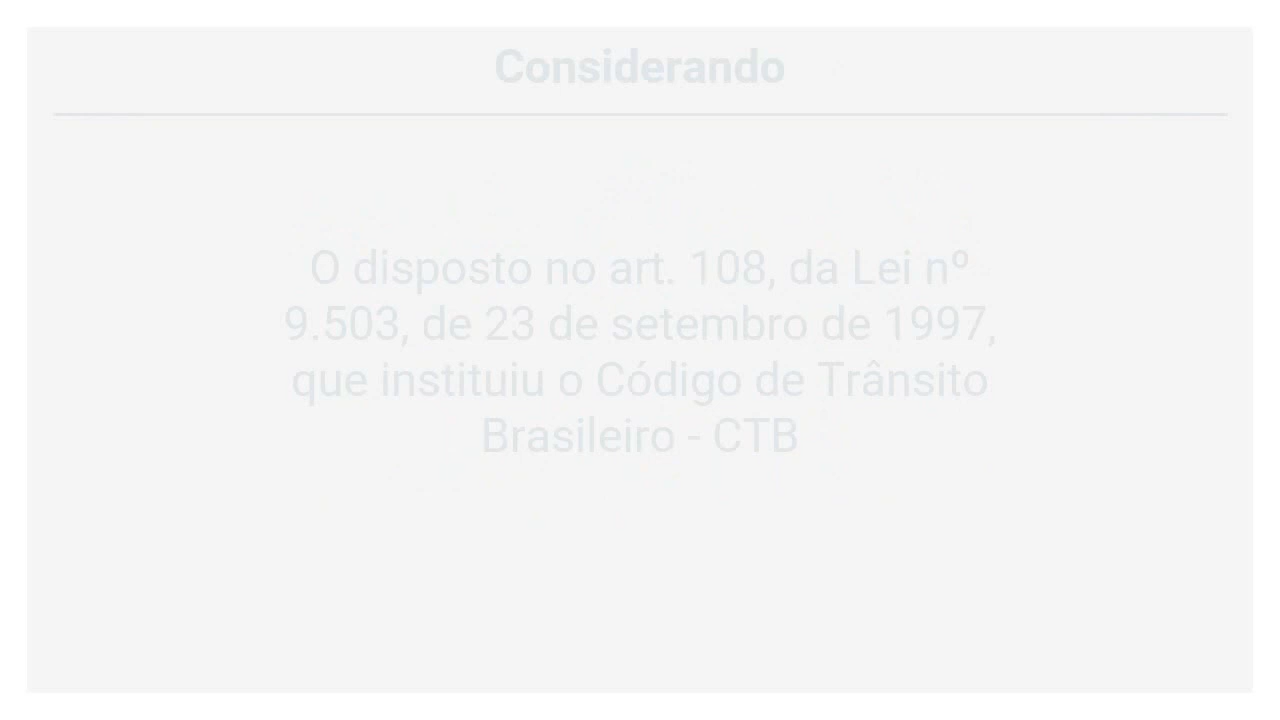 Considerando
O disposto no art. 108, da Lei nº
9.503, de 23 de setembro de 1997,
que instituiu o Código de Trânsito
Brasileiro - CTB